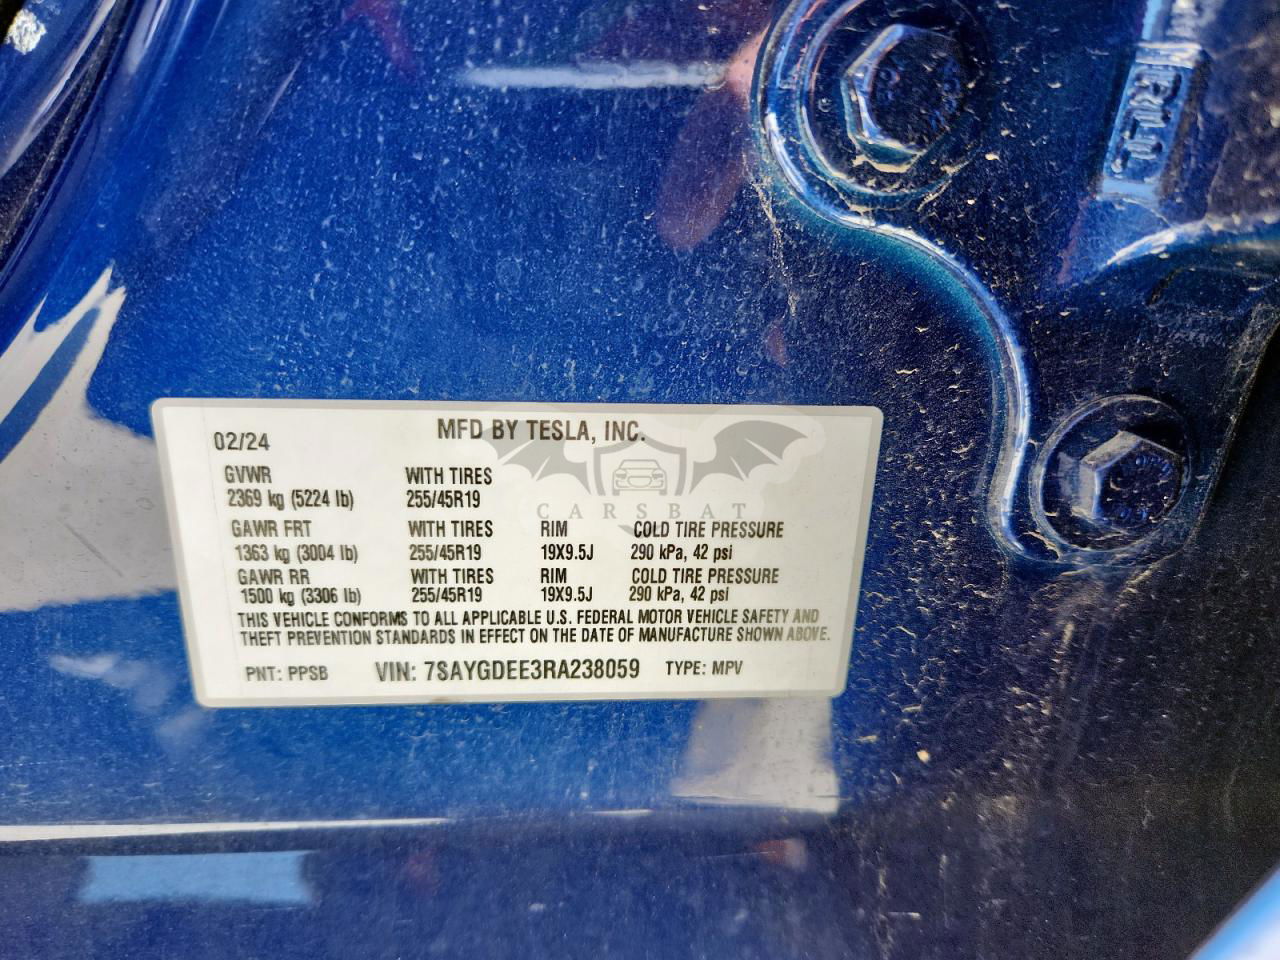 02/24 MFD BY TESLA, INC.
GVWR WITH TIRES
2369 kg (5224 lb) 255/45R19
GAWR FRT WITH TIRES RIM COLD TIRE PRESSURE
1363 kg (3004 lb) 255/45R19 19X9.5J 290 kPa, 42 psi
GAWR RR WITH TIRES RIM COLD TIRE PRESSURE
1500 kg (3306 lb) 255/45R19 19X9.5J 290 kPa, 42 psi
THIS VEHICLE CONFORMS TO ALL APPLICABLE U.S. FEDERAL MOTOR VEHICLE SAFETY AND
THEFT PREVENTION STANDARDS IN EFFECT ON THE DATE OF MANUFACTURE SHOWN ABOVE.
PNT: PPSB VIN: 7SAYGDEE3RA238059 TYPE: MPV
CARSBAT